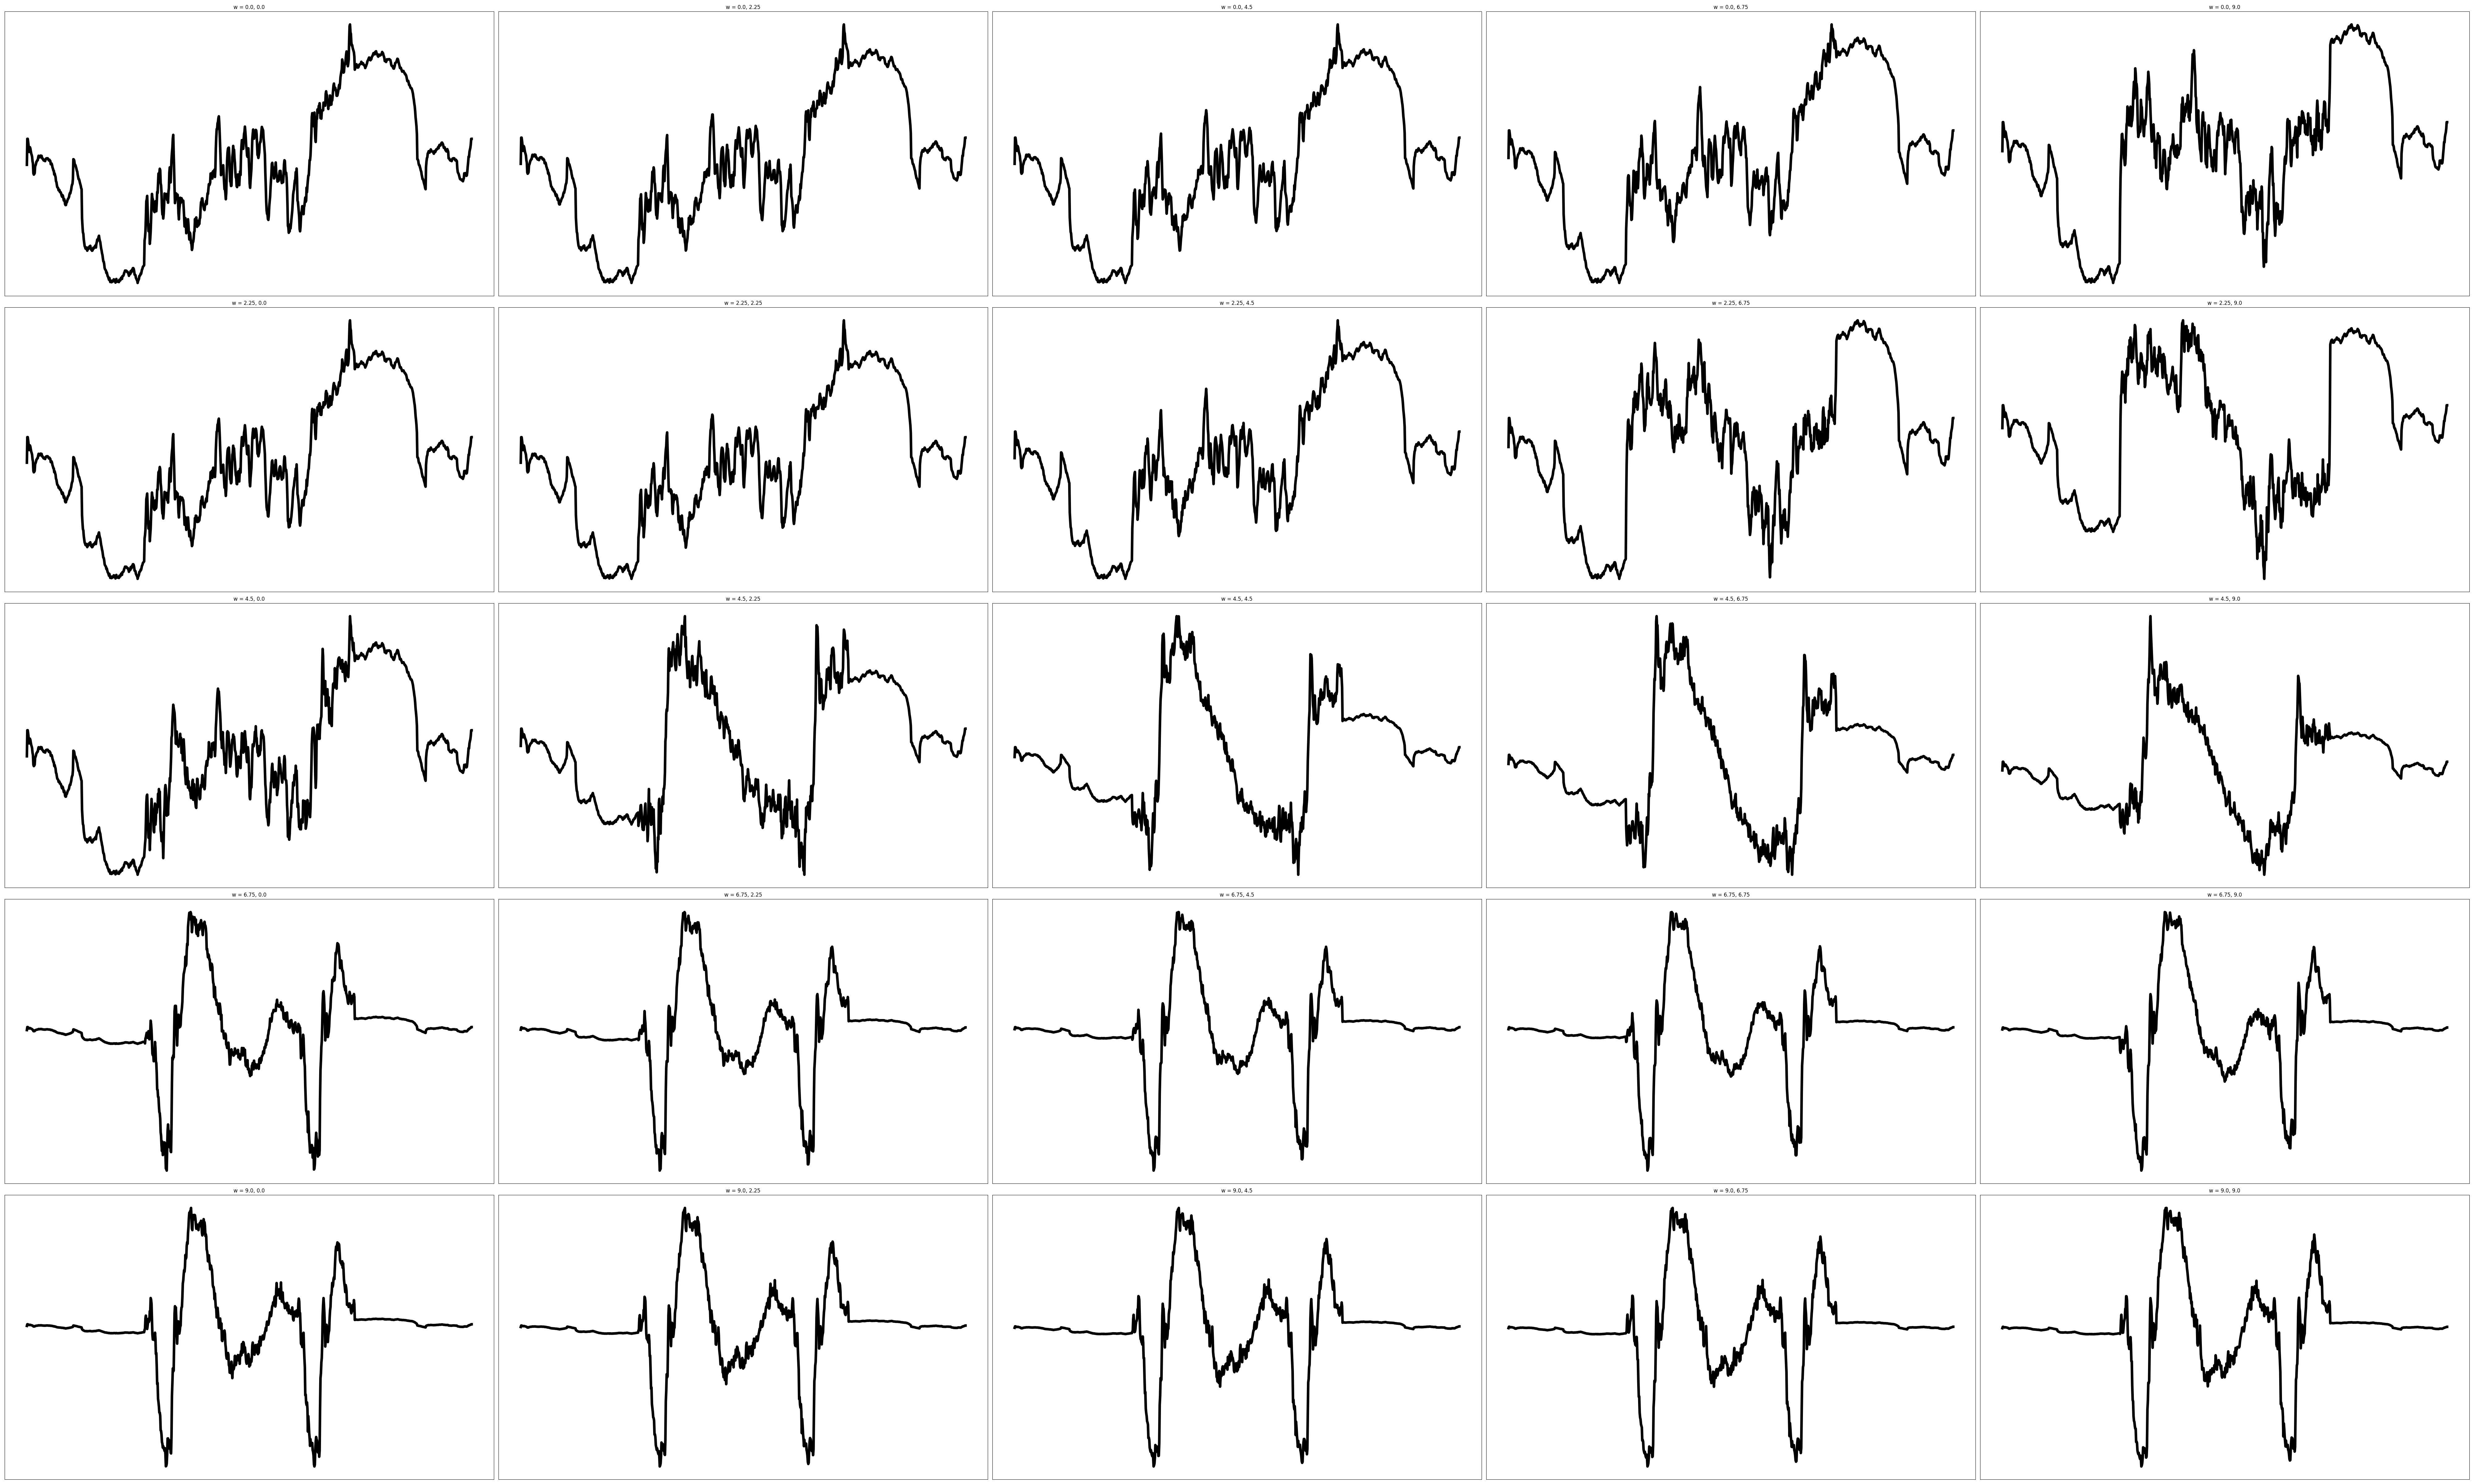 w = 0.0, 0.0
w = 0.0, 2.25
w = 0.0, 4.5
w = 0.0, 6.75
w = 0.0, 9.0
w = 2.25, 0.0
w = 2.25, 2.25
w = 2.25, 4.5
w = 2.25, 6.75
w = 2.25, 9.0
w = 4.5, 0.0
w = 4.5, 2.25
w = 4.5, 4.5
w = 4.5, 6.75
w = 4.5, 9.0
w = 6.75, 0.0
w = 6.75, 2.25
w = 6.75, 4.5
w = 6.75, 6.75
w = 6.75, 9.0
w = 9.0, 0.0
w = 9.0, 2.25
w = 9.0, 4.5
w = 9.0, 6.75
w = 9.0, 9.0